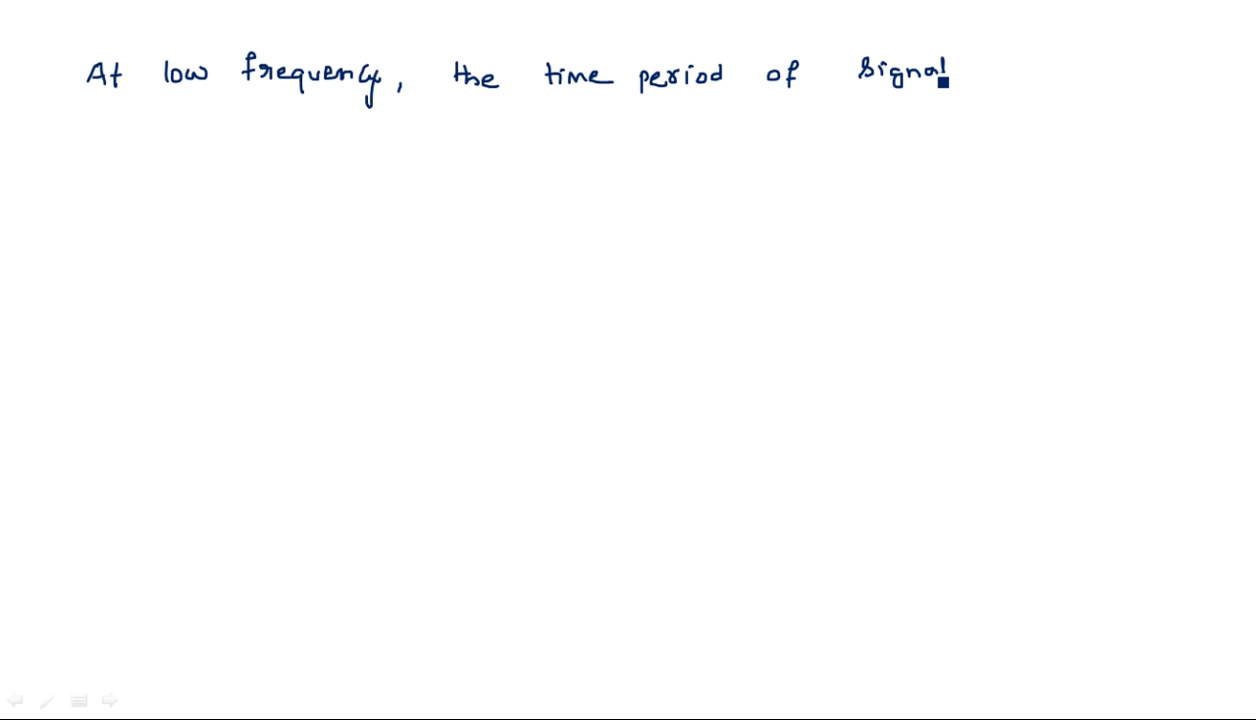 At low frequency, the time period of signal